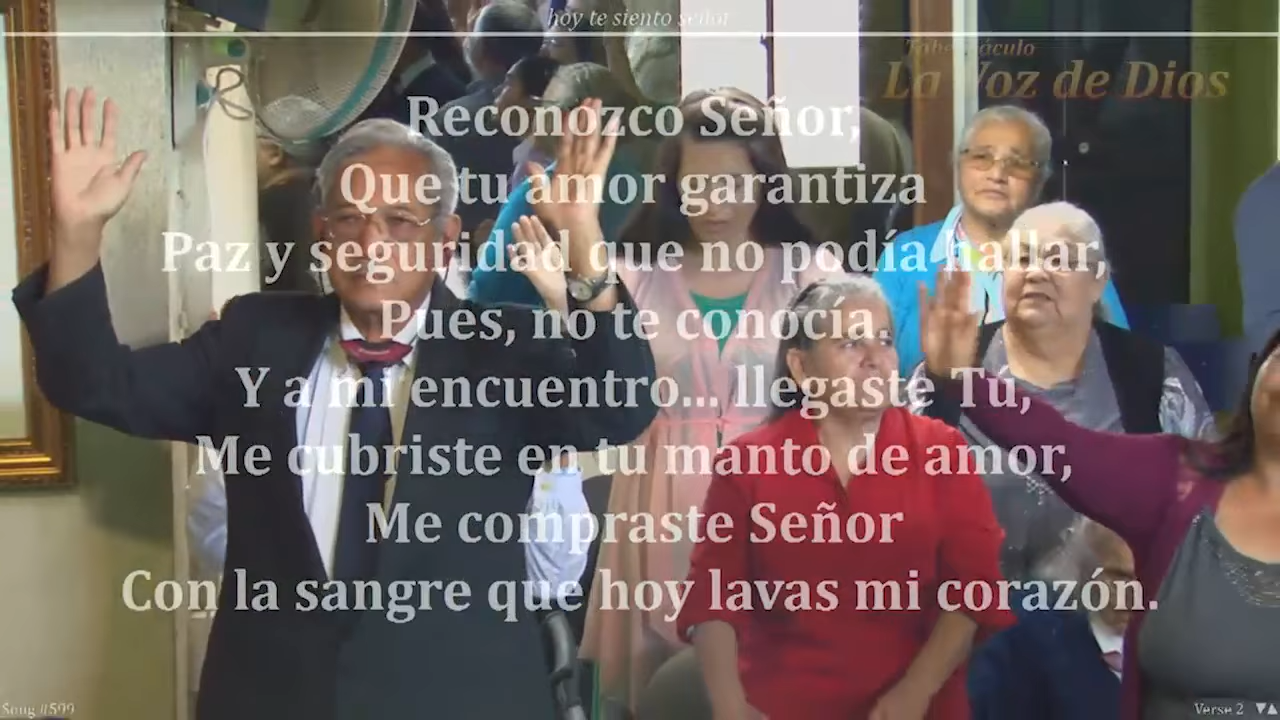 hoy te siento señor
Tabernáculo
La Voz de Dios
Reconozco Señor,
Que tu amor garantiza
Paz y seguridad que no podía hallar,
Pues, no te conocía.
Y a mi encuentro... llegaste Tú,
Me cubriste en tu manto de amor,
Me compraste Señor
Con la sangre que hoy lavas mi corazón.
Song #599
Verse 2